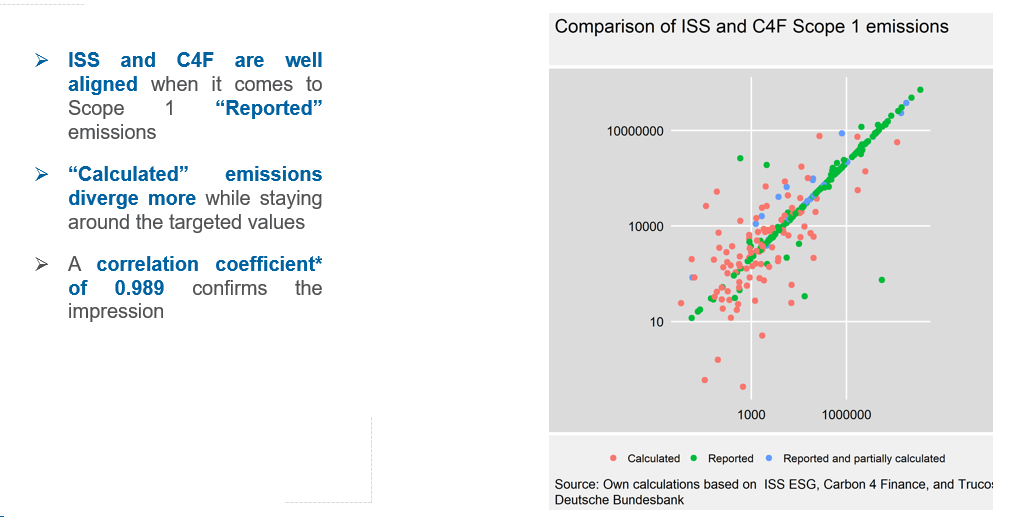 ISS and C4F are well
aligned when it comes to
Scope 1 “Reported”
emissions
“Calculated” emissions
diverge more while staying
around the targeted values
A correlation coefficient*
of 0.989 confirms the
impression
Comparison of ISS and C4F Scope 1 emissions
10000000
10000
10
1000 1000000
Calculated Reported Reported and partially calculated
Source: Own calculations based on ISS ESG, Carbon 4 Finance, and Trucos
Deutsche Bundesbank